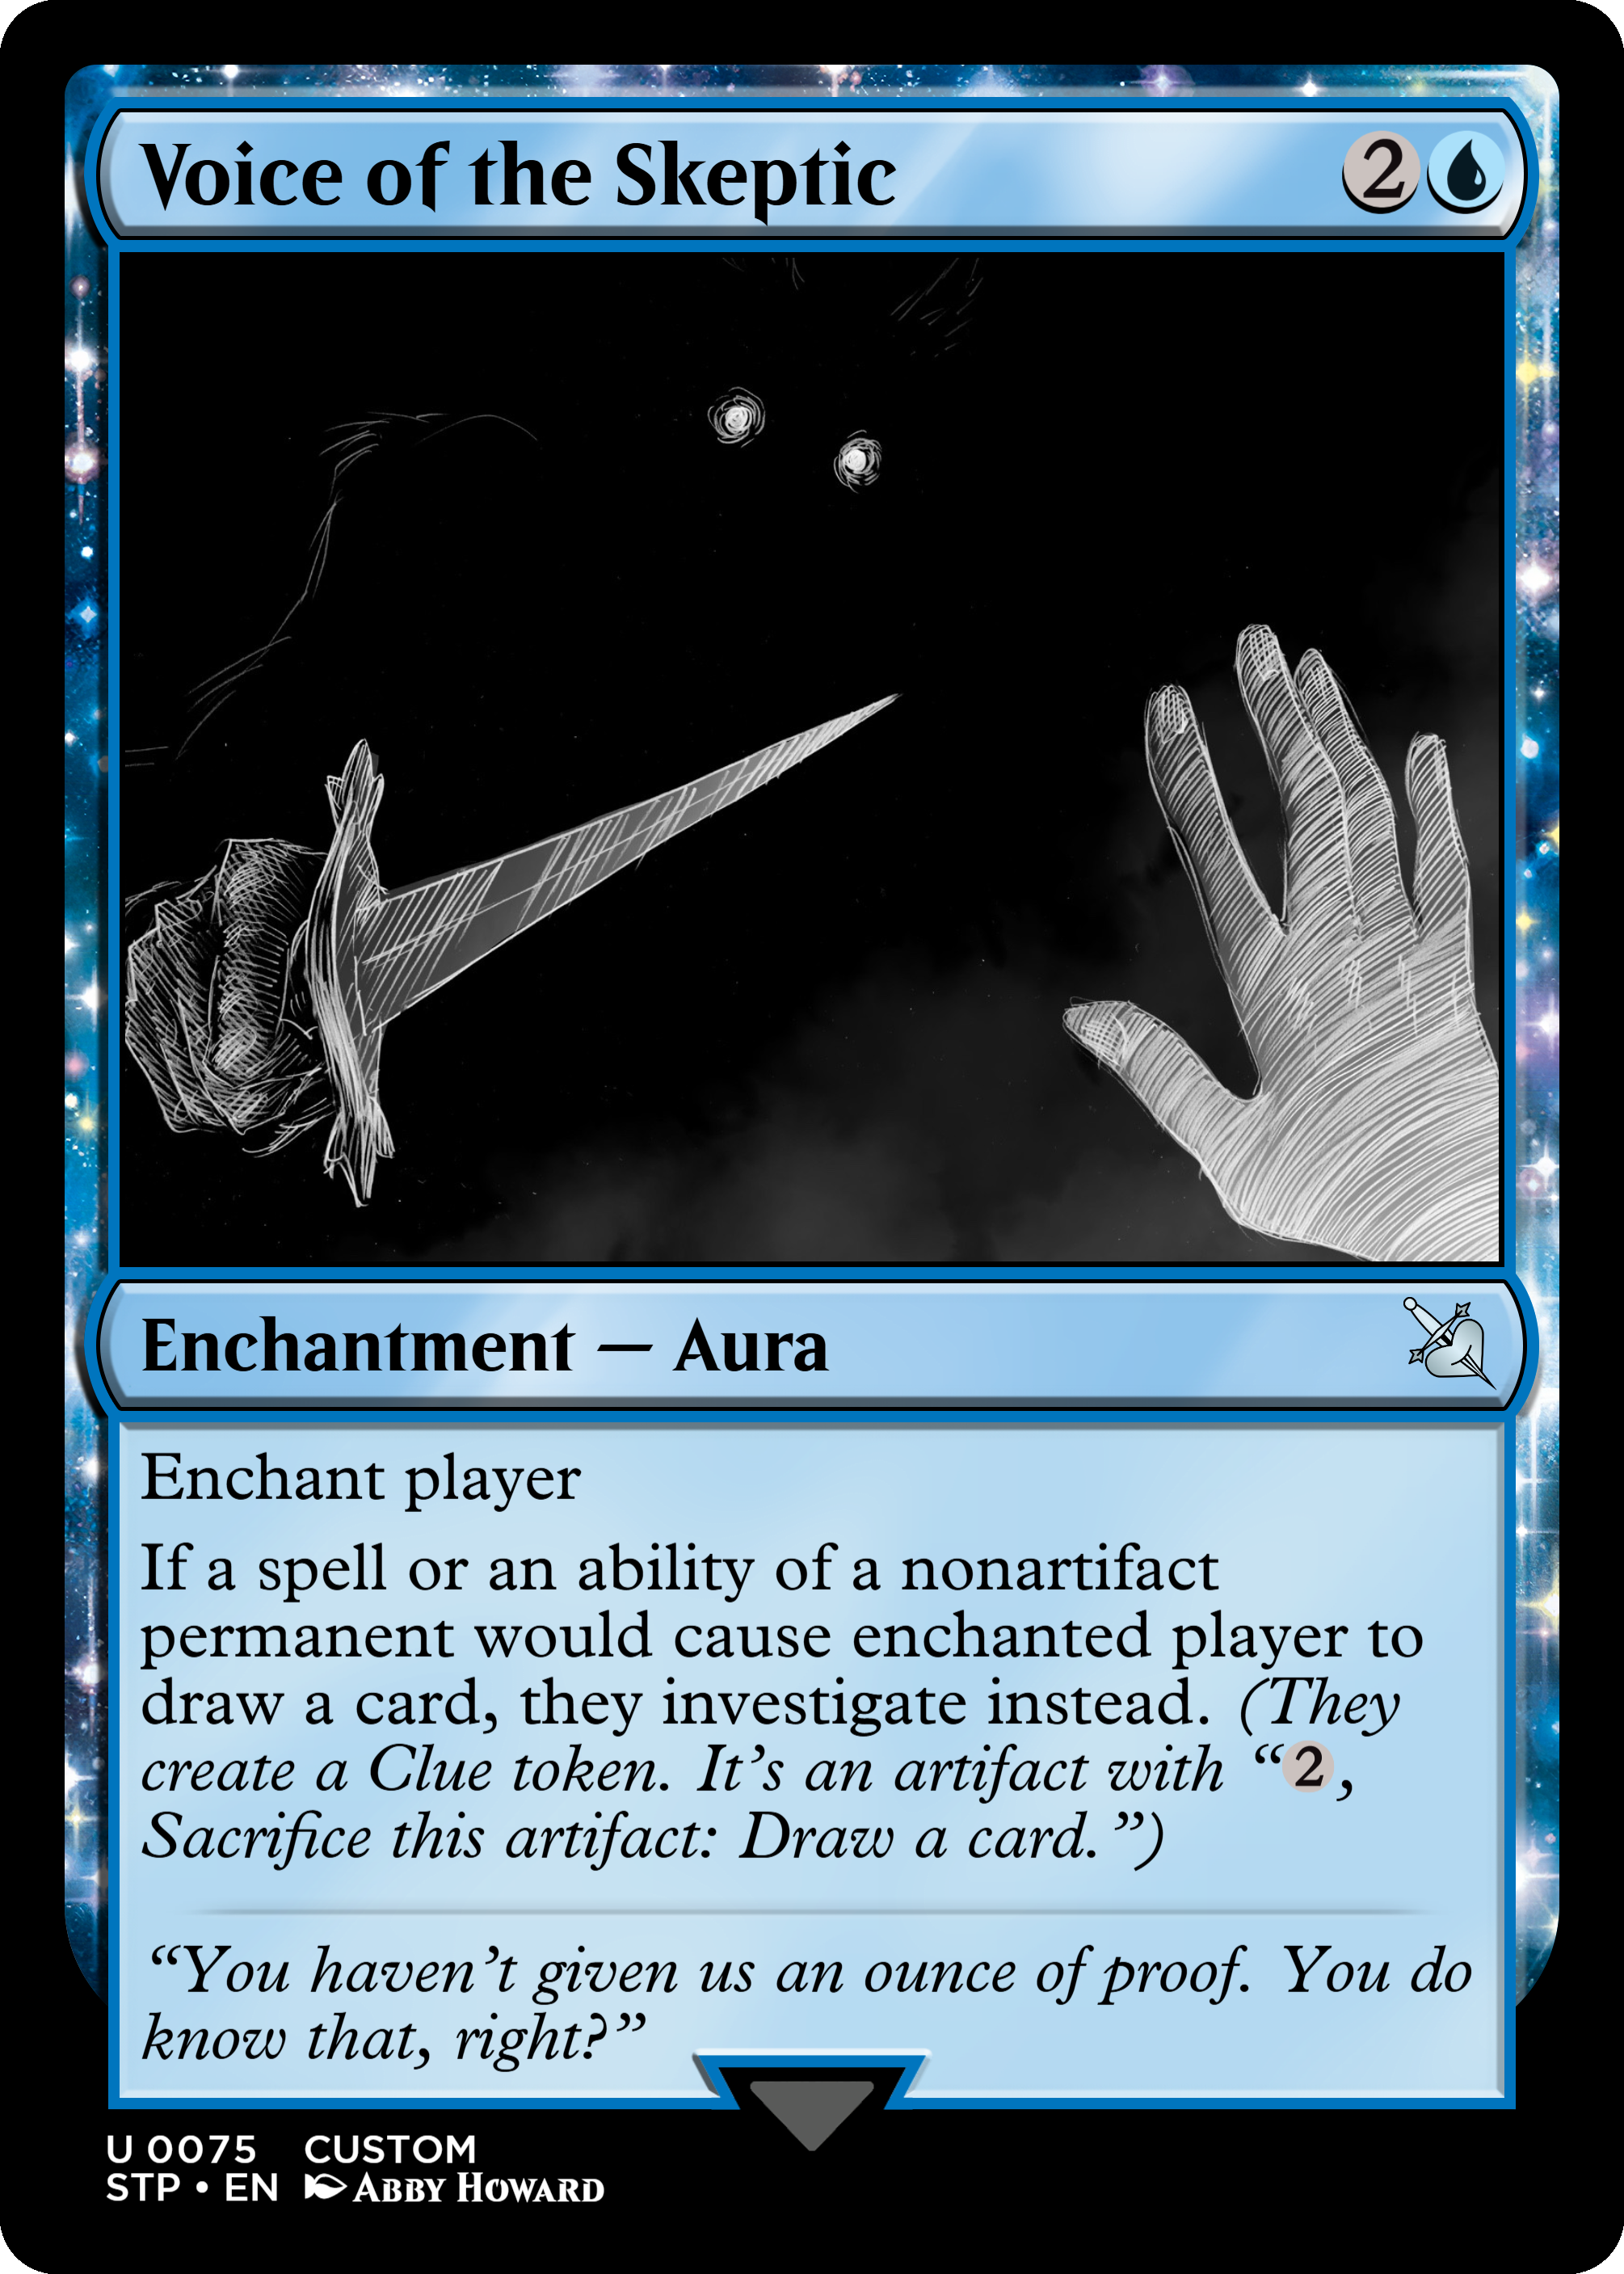 Voice of the Skeptic 2
Enchantment — Aura
Enchant player
If a spell or an ability of a nonartifact
permanent would cause enchanted player to
draw a card, they investigate instead. (They
create a Clue token. It’s an artifact with “2,
Sacrifice this artifact: Draw a card.”)
“You haven’t given us an ounce of proof. You do
know that, right?”
U 0075 CUSTOM
STP • EN Abby Howard